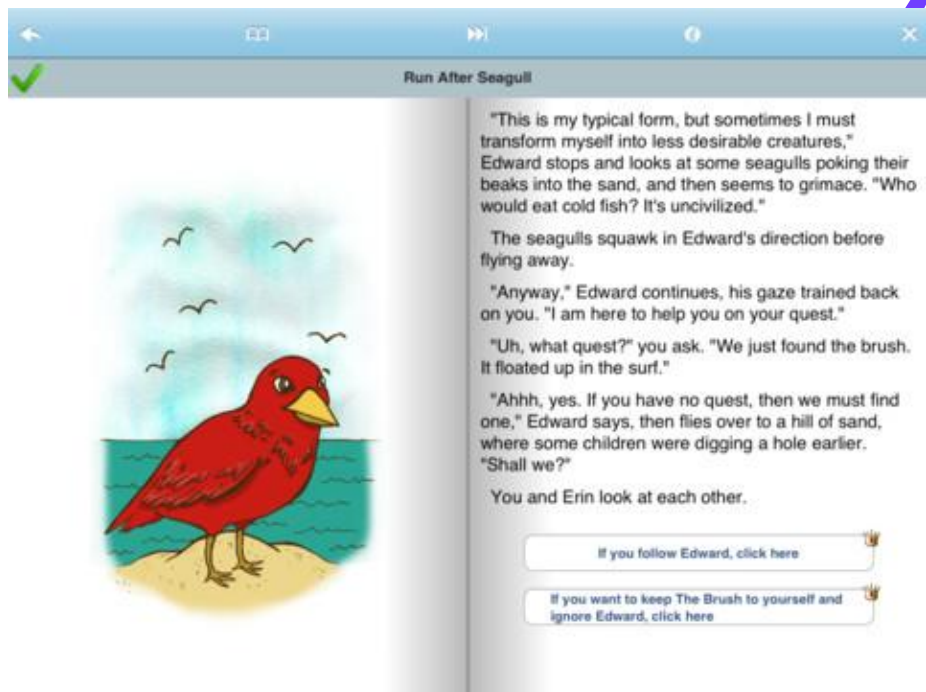 Run After Seagull
"This is my typical form, but sometimes I must
transform myself into less desirable creatures,"
Edward stops and looks at some seagulls poking their
beaks into the sand, and then seems to grimace. "Who
would eat cold fish? It's uncivilized."
The seagulls squawk in Edward's direction before
flying away.
"Anyway," Edward continues, his gaze trained back
on you. "I am here to help you on your quest."
"Uh, what quest?" you ask. "We just found the brush.
It floated up in the surf."
"Ahhh, yes. If you have no quest, then we must find
one," Edward says, then flies over to a hill of sand,
where some children were digging a hole earlier.
"Shall we?"
You and Erin look at each other.
If you follow Edward, click here
If you want to keep The Brush to yourself and
ignore Edward, click here